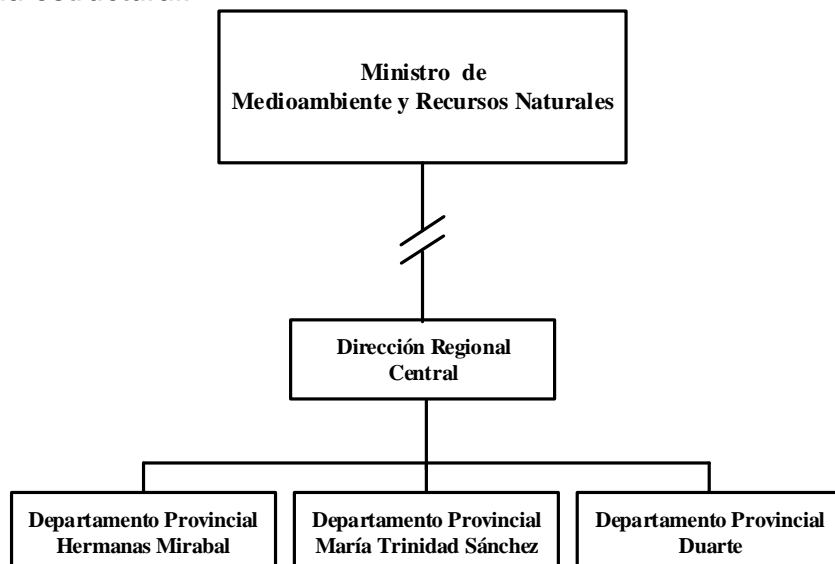 Ministro de
Medioambiente y Recursos Naturales
Dirección Regional
Central
Departamento Provincial
Hermanas Mirabal
Departamento Provincial
María Trinidad Sánchez
Departamento Provincial
Duarte